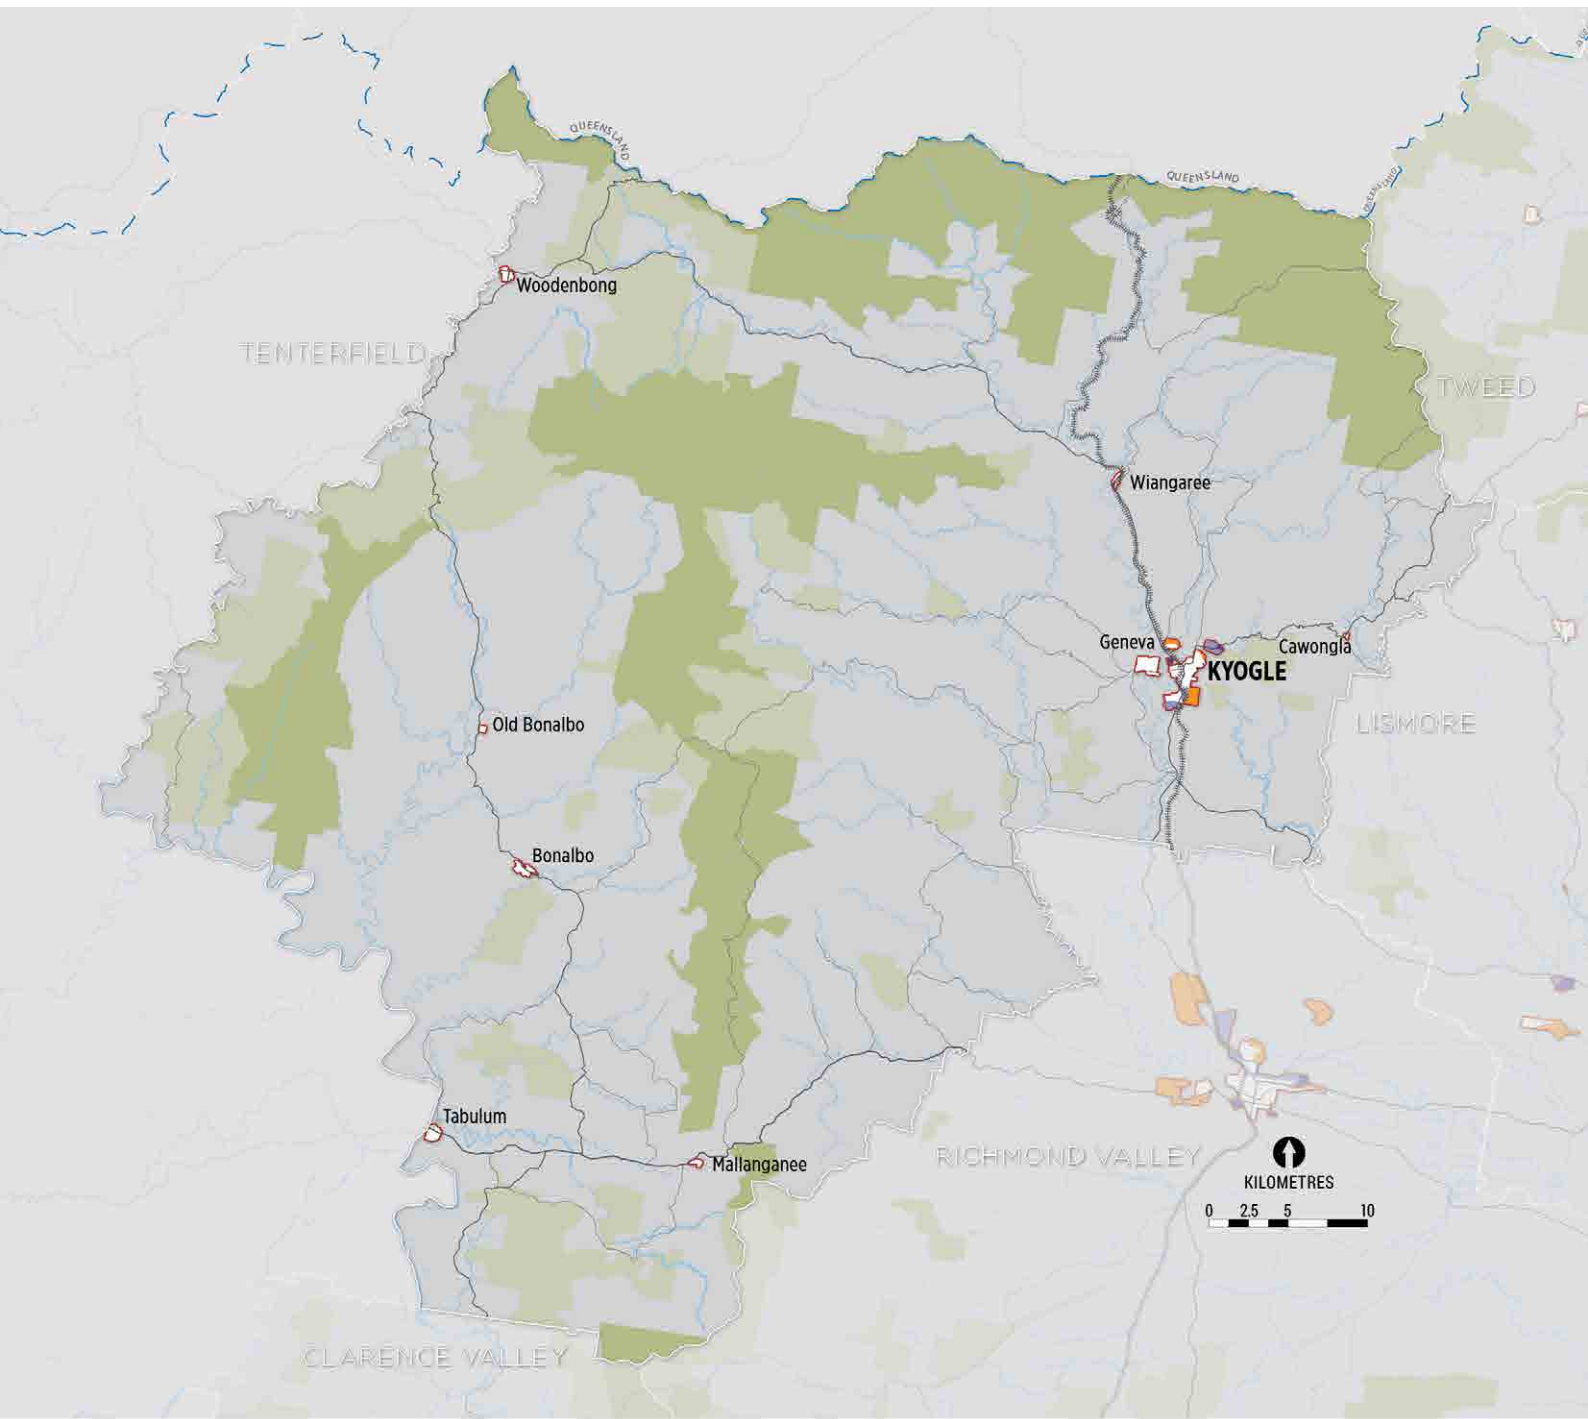 QUEENSLAND
QUEENSLAND
QUEENSLAND
Woodenbong
TENTERFIELD
TWEED
Wiangaree
Geneva
Cawongla
KYOGLE
Old Bonalbo
LISMORE
Bonalbo
Tabulum
Mallanganee
RICHMOND VALLEY
KILOMETRES
0 2.5 5 10
CLARENCE VALLEY